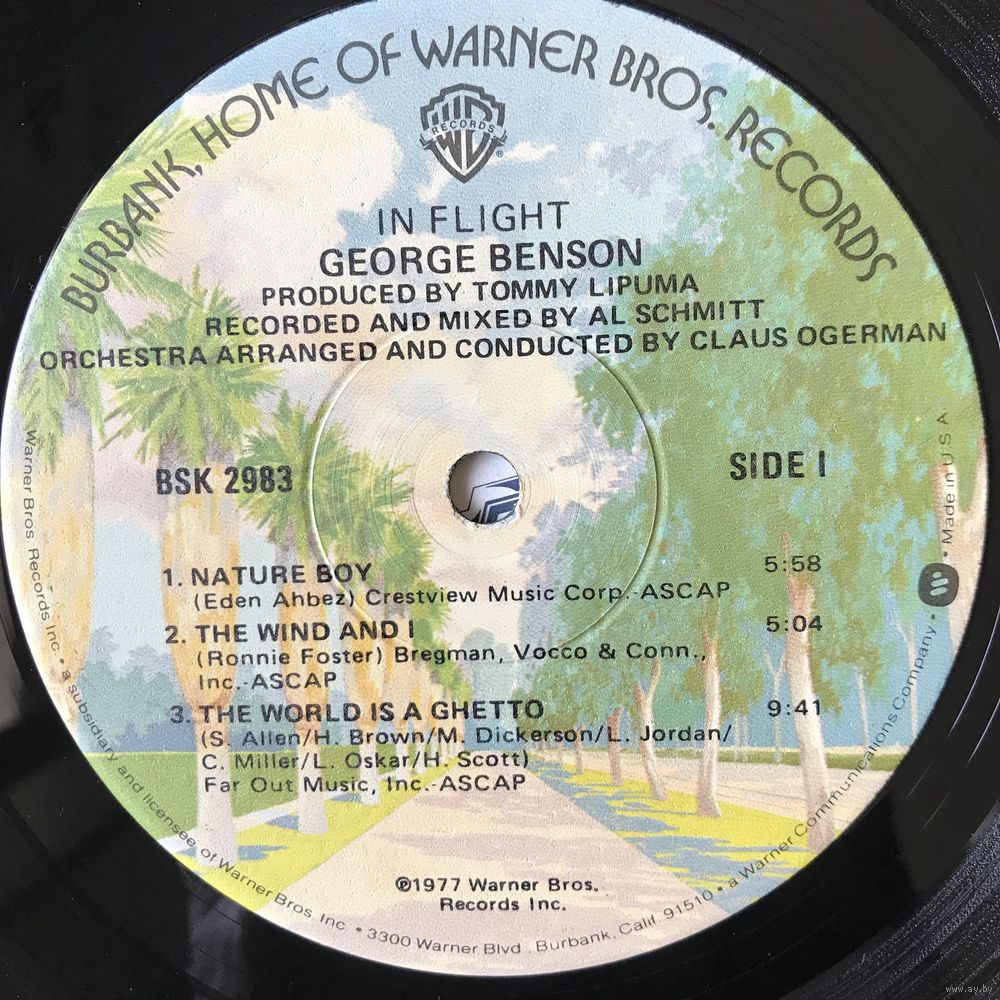 BURBANK, HOME OF WARNER BROS. RECORDS
WB
RECORDS
®
IN FLIGHT
GEORGE BENSON
PRODUCED BY TOMMY LIPUMA
RECORDED AND MIXED BY AL SCHMITT
ORCHESTRA ARRANGED AND CONDUCTED BY CLAUS OGERMAN
BSK 2983
SIDE I
1. NATURE BOY 5:58
(Eden Ahbez) Crestview Music Corp.-ASCAP
2. THE WIND AND I 5:04
(Ronnie Foster) Bregman, Vocco & Conn.,
Inc.-ASCAP
3. THE WORLD IS A GHETTO 9:41
(S. Allen/H. Brown/M. Dickerson/L. Jordan/
C. Miller/L. Oskar/H. Scott)
Far Out Music, Inc.-ASCAP
℗1977 Warner Bros.
Records Inc.
Warner Bros. Records Inc. • a subsidiary and licensee of Warner Bros. Inc. • 3300 Warner Blvd., Burbank, Calif. 91510 • a Warner Communications Company • • Made in U S A
www.ay.by